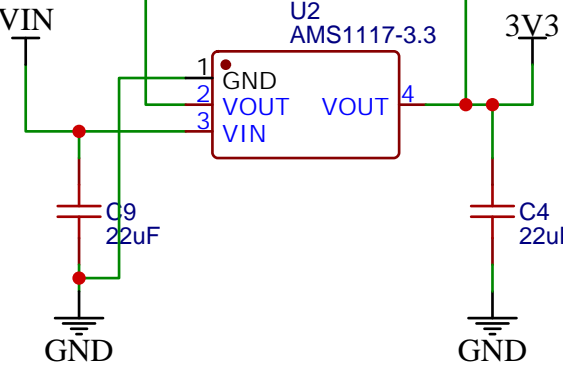 VIN
U2
AMS1117-3.3
3V3
1
GND
2
VOUT
VOUT
4
3
VIN
C9
22uF
C4
22u
GND
GND